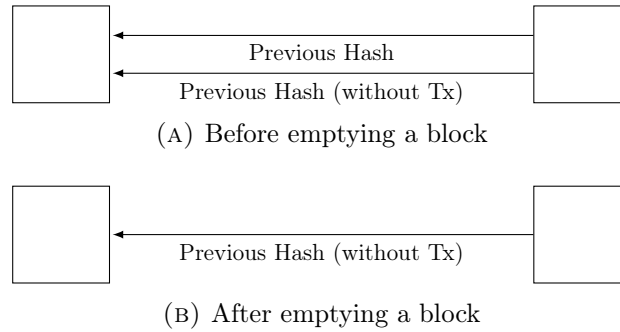 Previous Hash
Previous Hash (without Tx)
(A) Before emptying a block
Previous Hash (without Tx)
(B) After emptying a block